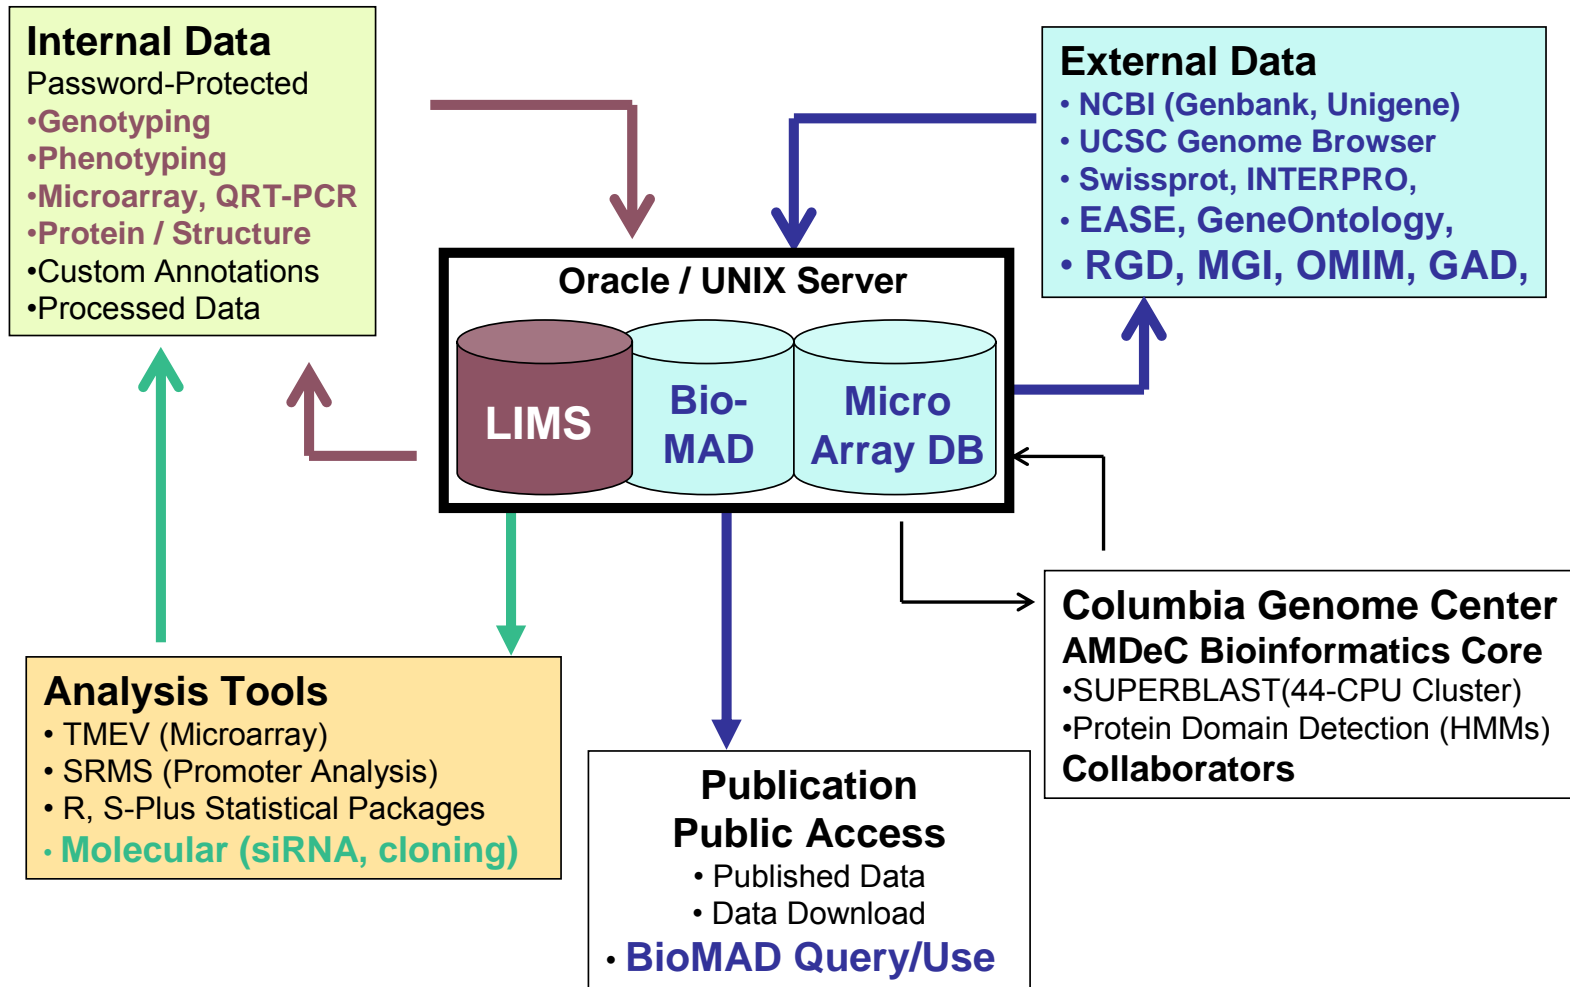 Internal Data
Password-Protected
•Genotyping
•Phenotyping
•Microarray, QRT-PCR
•Protein / Structure
•Custom Annotations
•Processed Data
External Data
• NCBI (Genbank, Unigene)
• UCSC Genome Browser
• Swissprot, INTERPRO,
• EASE, GeneOntology,
• RGD, MGI, OMIM, GAD,
Oracle / UNIX Server
LIMS
Bio-
MAD
Micro
Array DB
Analysis Tools
• TMEV (Microarray)
• SRMS (Promoter Analysis)
• R, S-Plus Statistical Packages
• Molecular (siRNA, cloning)
Publication
Public Access
• Published Data
• Data Download
• BioMAD Query/Use
Columbia Genome Center
AMDeC Bioinformatics Core
•SUPERBLAST(44-CPU Cluster)
•Protein Domain Detection (HMMs)
Collaborators